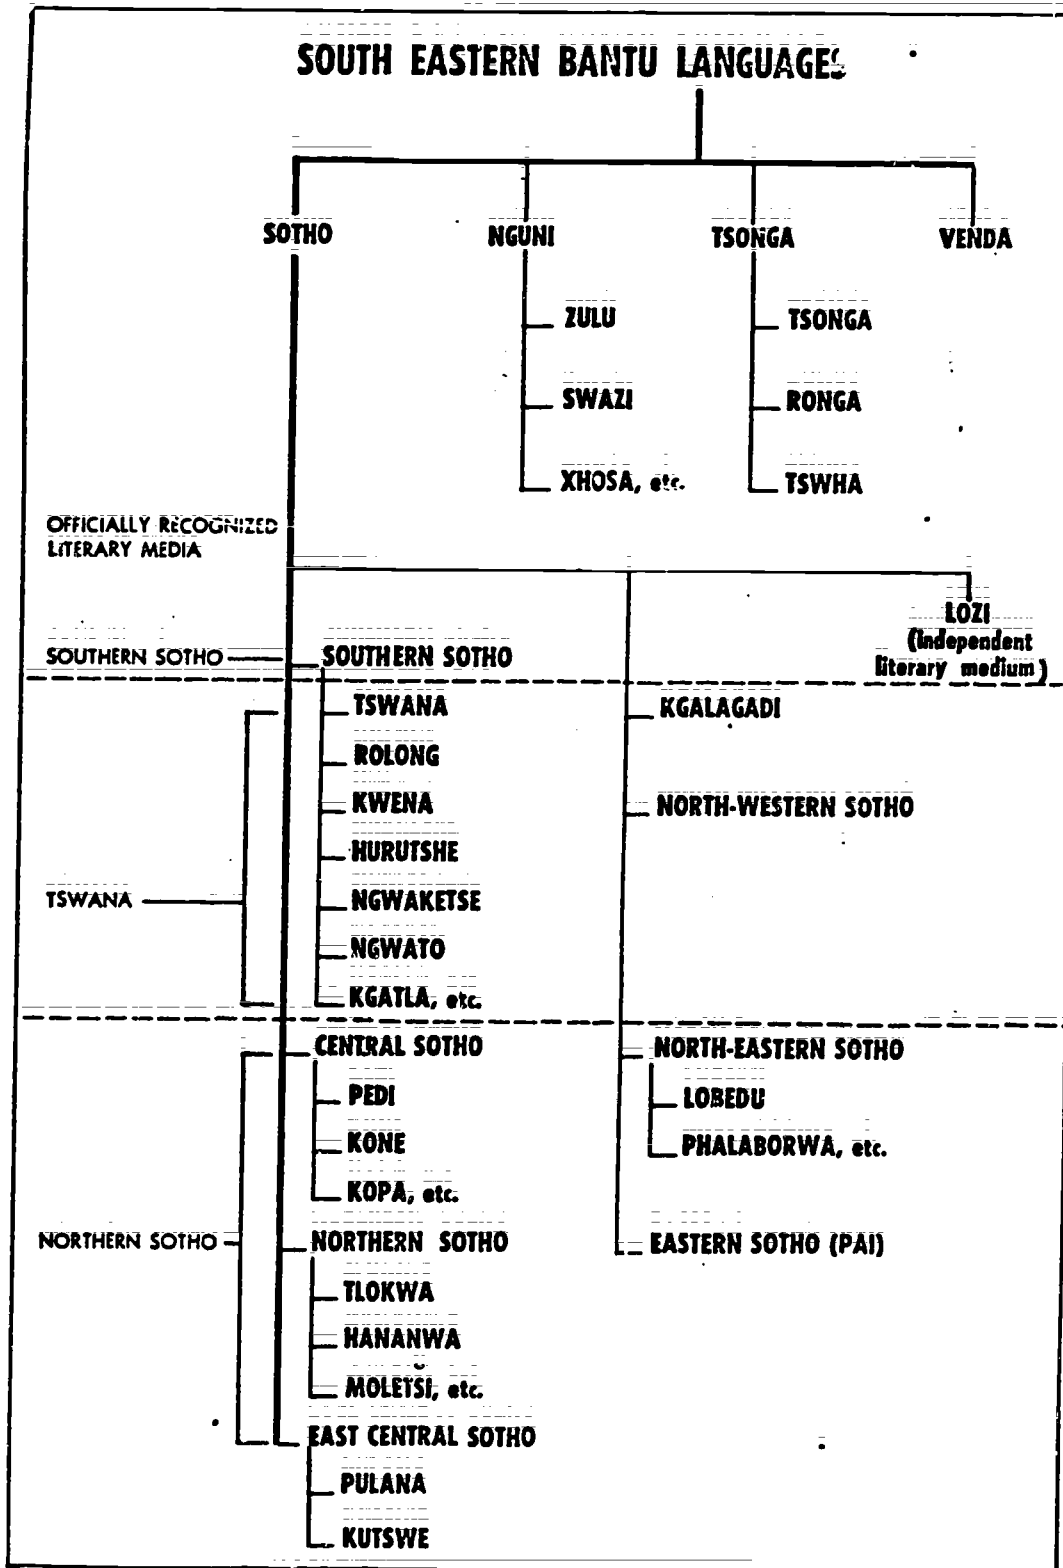 SOUTH EASTERN BANTU LANGUAGES
SOTHO
NGUNI
TSONGA
VENDA
ZULU
SWAZI
XHOSA, etc.
TSONGA
RONGA
TSWHA
OFFICIALLY RECOGNIZED
LITERARY MEDIA
LOZI
(Independent
literary medium)
SOUTHERN SOTHO
SOUTHERN SOTHO
TSWANA
TSWANA
ROLONG
KWENA
HURUTSHE
NGWAKETSE
NGWATO
KGATLA, etc.
KGALAGADI
NORTH-WESTERN SOTHO
NORTHERN SOTHO
CENTRAL SOTHO
PEDI
KONE
KOPA, etc.
NORTHERN SOTHO
TLOKWA
HANANWA
MOLETŠI, etc.
EAST CENTRAL SOTHO
PULANA
KUTSWE
NORTH-EASTERN SOTHO
LOBEDU
PHALABORWA, etc.
EASTERN SOTHO (PAI)